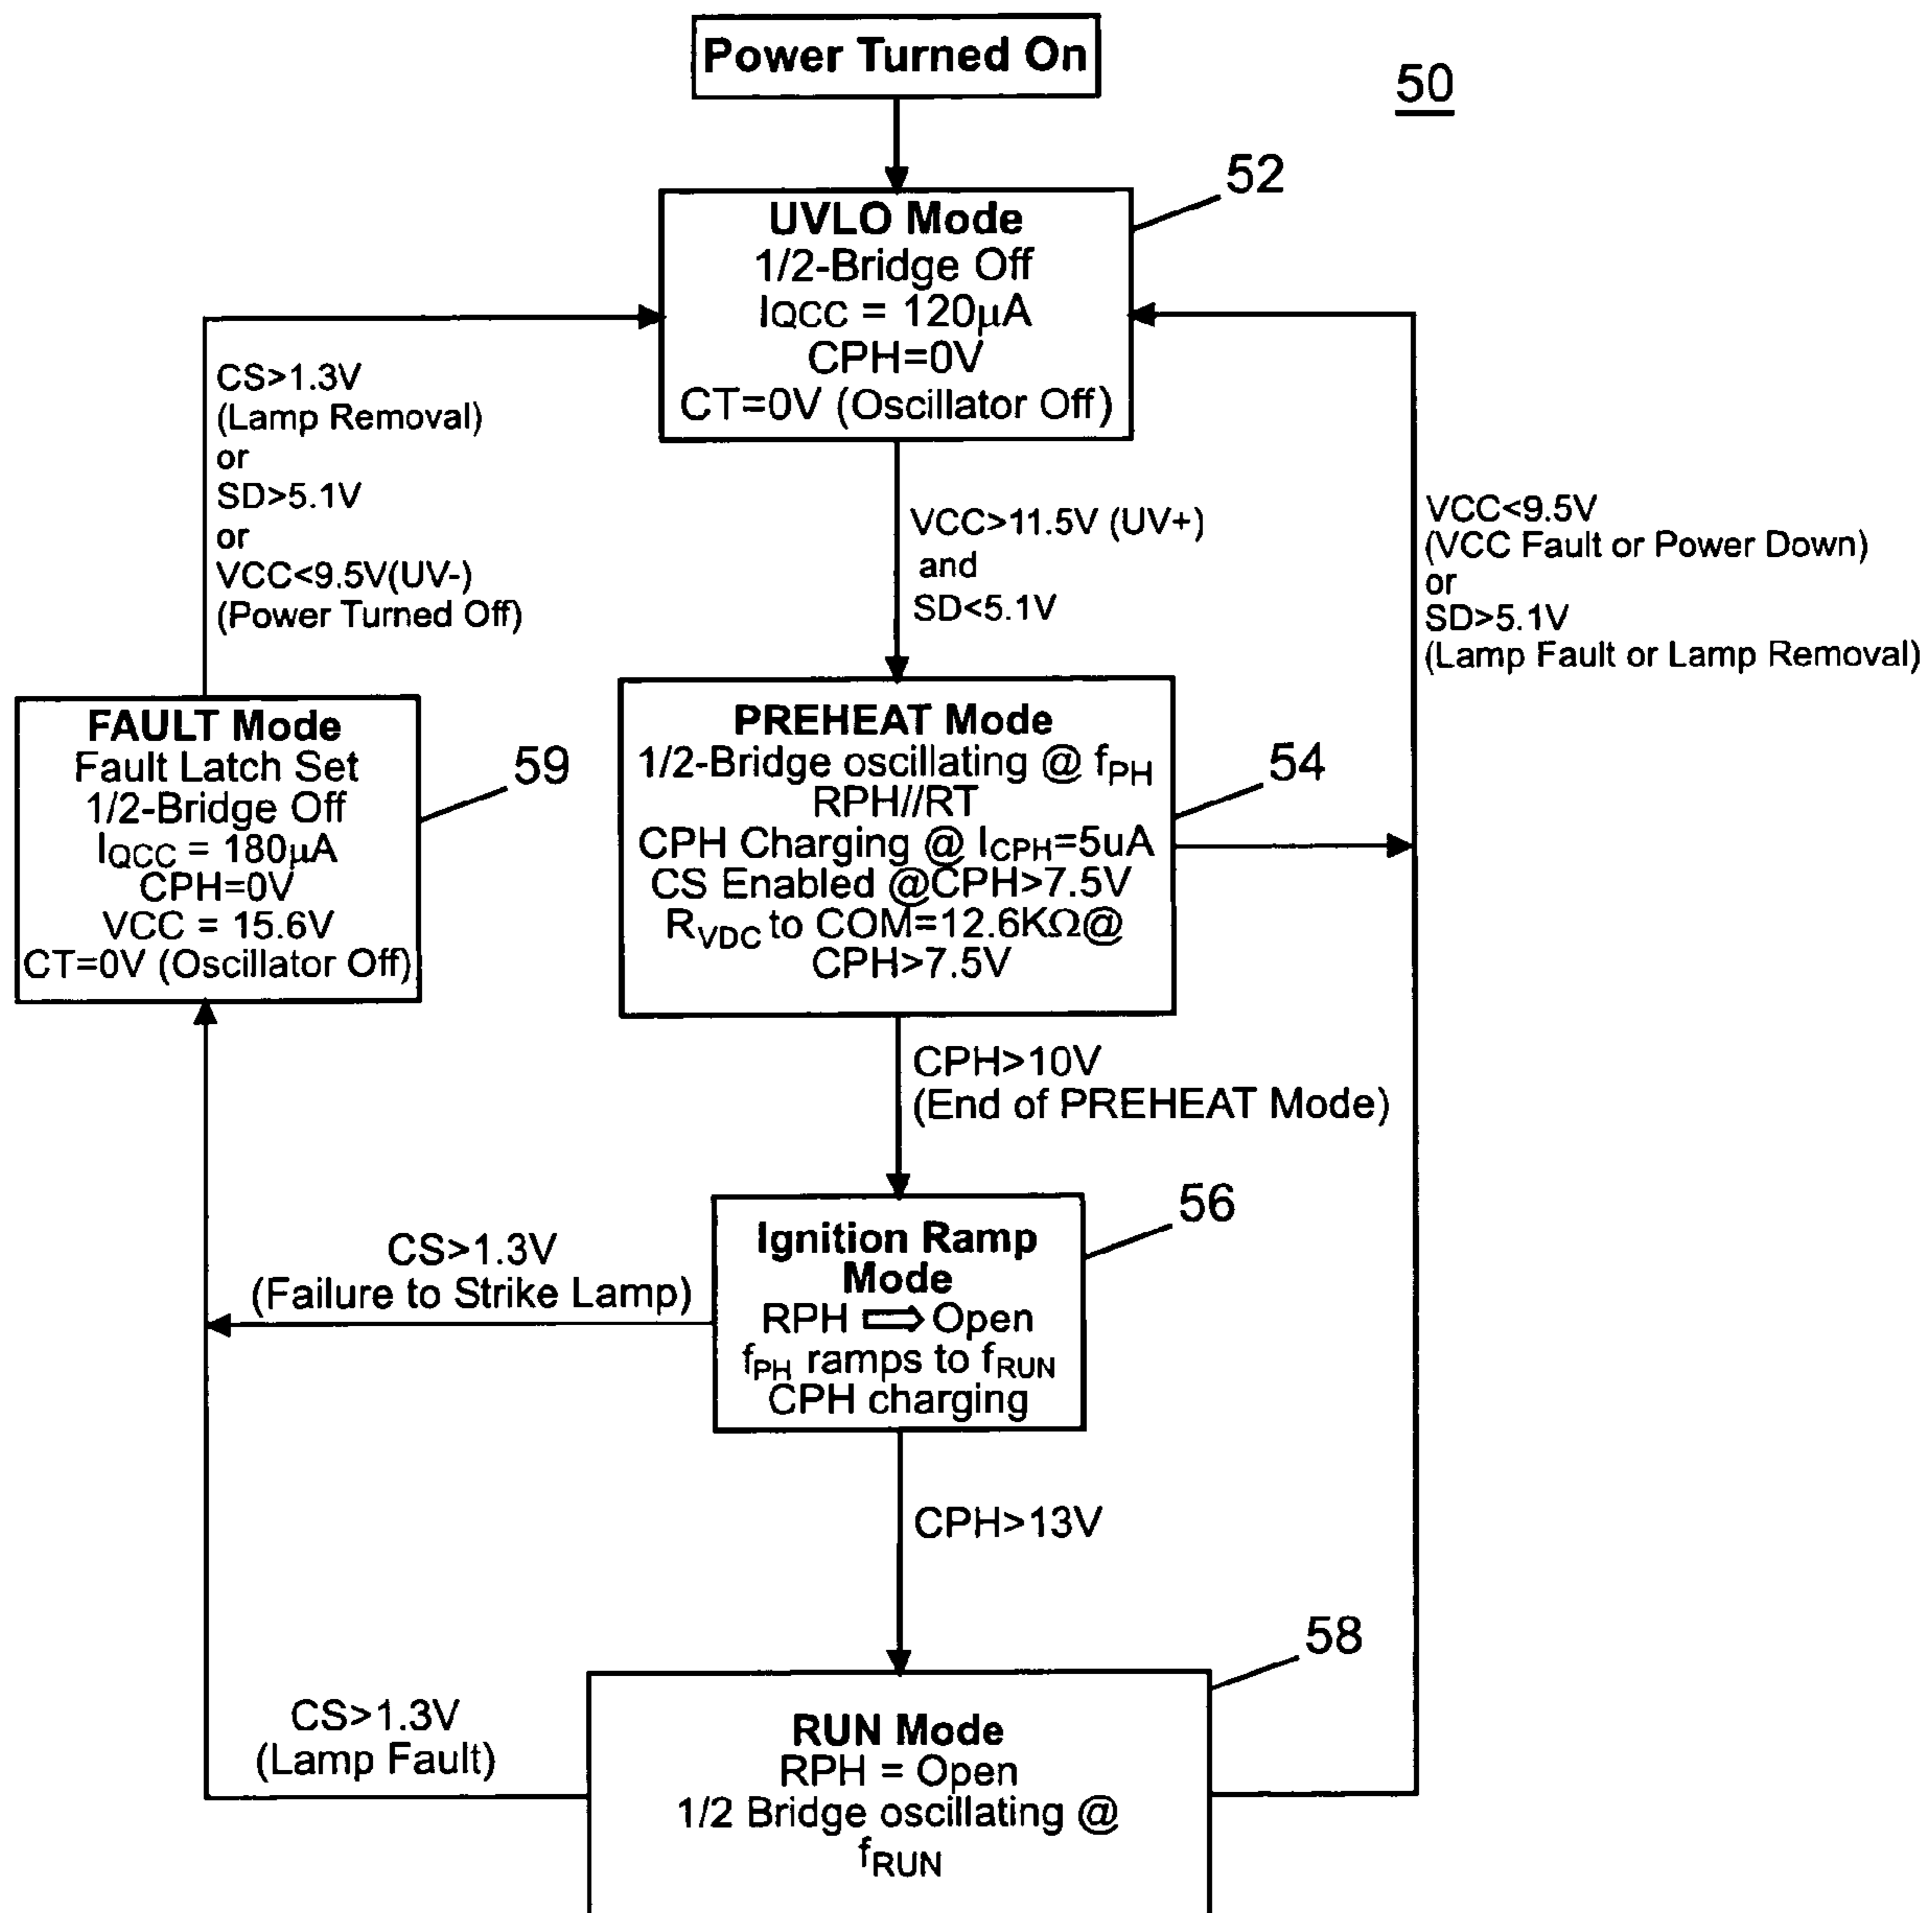 Power Turned On
50
52
UVLO Mode
1/2-Bridge Off
IQCC = 120µA
CPH=0V
CT=0V (Oscillator Off)
CS>1.3V
(Lamp Removal)
or
SD>5.1V
or
VCC<9.5V(UV-)
(Power Turned Off)
VCC>11.5V (UV+)
and
SD<5.1V
VCC<9.5V
(VCC Fault or Power Down)
or
SD>5.1V
(Lamp Fault or Lamp Removal)
FAULT Mode
Fault Latch Set
1/2-Bridge Off
IQCC = 180µA
CPH=0V
VCC = 15.6V
CT=0V (Oscillator Off)
59
PREHEAT Mode
1/2-Bridge oscillating @ fPH
RPH//RT
CPH Charging @ ICPH=5uA
CS Enabled @CPH>7.5V
RVDC to COM=12.6KΩ@
CPH>7.5V
54
CPH>10V
(End of PREHEAT Mode)
56
Ignition Ramp
Mode
RPH ⇒ Open
fPH ramps to fRUN
CPH charging
CS>1.3V
(Failure to Strike Lamp)
CPH>13V
58
RUN Mode
RPH = Open
1/2 Bridge oscillating @
fRUN
CS>1.3V
(Lamp Fault)